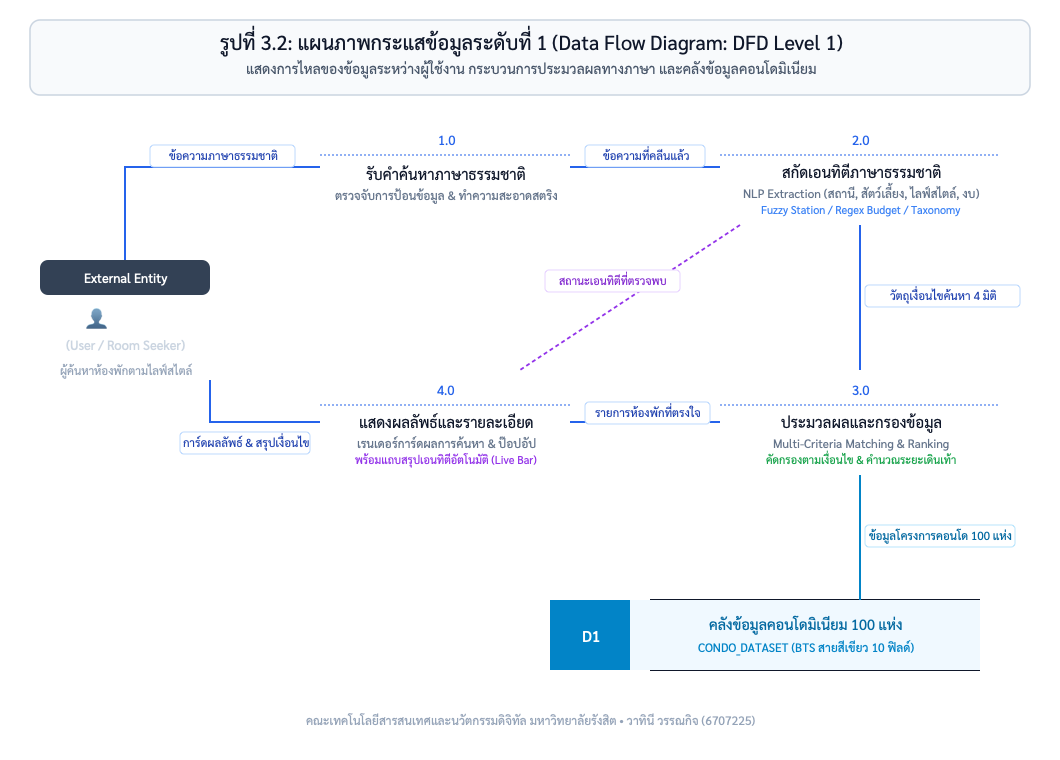 รูปที่ 3.2: แผนภาพกระแสข้อมูลระดับที่ 1 (Data Flow Diagram: DFD Level 1)
แสดงการไหลของข้อมูลระหว่างผู้ใช้งาน กระบวนการประมวลผลทางภาษา และคลังข้อมูลคอนโดมิเนียม
ข้อความภาษาธรรมชาติ
1.0
รับคำค้นหาภาษาธรรมชาติ
ตรวจจับการป้อนข้อมูล & ทำความสะอาดสตริง
ข้อความที่คลีนแล้ว
2.0
สกัดเอนทิตีภาษาธรรมชาติ
NLP Extraction (สถานี, สัตว์เลี้ยง, ไลฟ์สไตล์, งบ)
Fuzzy Station / Regex Budget / Taxonomy
External Entity
(User / Room Seeker)
ผู้ค้นหาห้องพักตามไลฟ์สไตล์
สถานะเอนทิตีที่ตรวจพบ
วัตถุเงื่อนไขค้นหา 4 มิติ
การ์ดผลลัพธ์ & สรุปเงื่อนไข
4.0
แสดงผลลัพธ์และรายละเอียด
เรนเดอร์การ์ดผลการค้นหา & ป๊อปอัป
พร้อมแถบสรุปเอนทิตีอัตโนมัติ (Live Bar)
รายการห้องพักที่ตรงใจ
3.0
ประมวลผลและกรองข้อมูล
Multi-Criteria Matching & Ranking
คัดกรองตามเงื่อนไข & คำนวณระยะเดินเท้า
ข้อมูลโครงการคอนโด 100 แห่ง
D1
คลังข้อมูลคอนโดมิเนียม 100 แห่ง
CONDO_DATASET (BTS สายสีเขียว 10 ฟิลด์)
คณะเทคโนโลยีสารสนเทศและนวัตกรรมดิจิทัล มหาวิทยาลัยรังสิต • วาทินี วรรณกิจ (6707225)